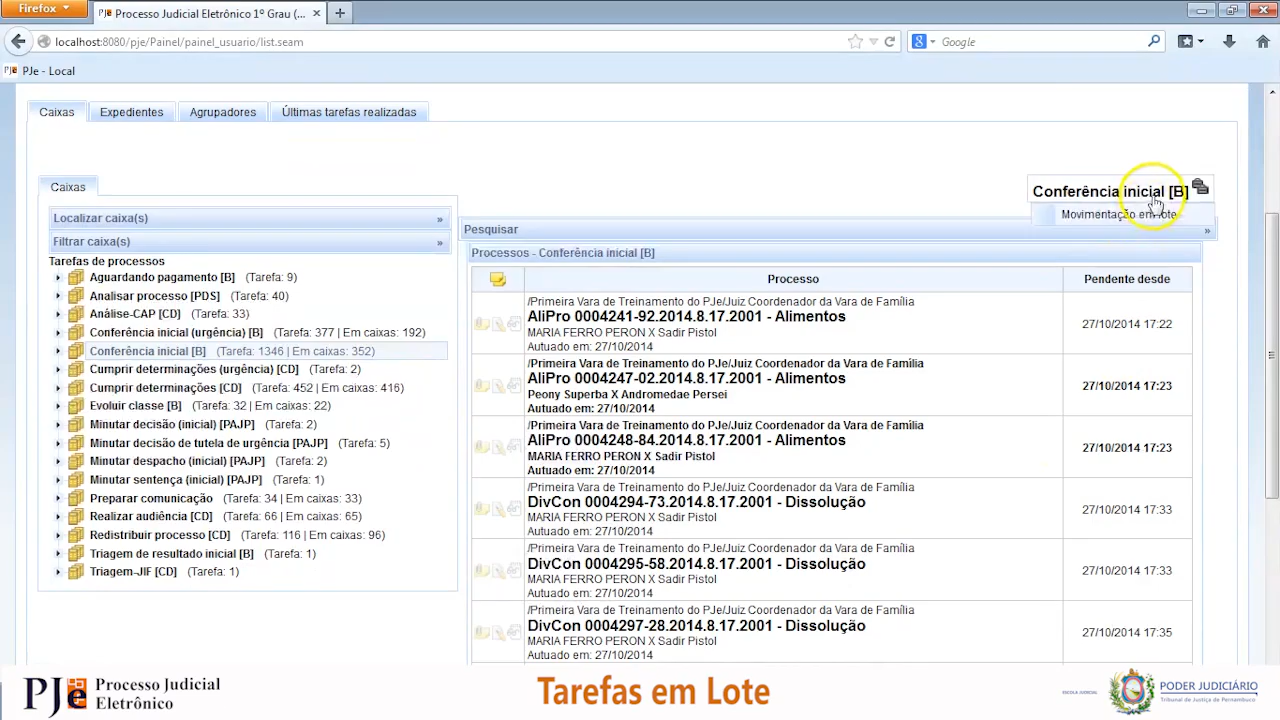 Firefox
PJe Processo Judicial Eletrônico 1º Grau (...
localhost:8080/pje/Painel/painel_usuario/list.seam
Google
PJe - Local
Caixas Expedientes Agrupadores Últimas tarefas realizadas
Conferência inicial [B]
Movimentação em lote
Caixas
Localizar caixa(s) »
Filtrar caixa(s) »
Tarefas de processos
Aguardando pagamento [B] (Tarefa: 9)
Analisar processo [PDS] (Tarefa: 40)
Análise-CAP [CD] (Tarefa: 33)
Conferência inicial (urgência) [B] (Tarefa: 377 | Em caixas: 192)
Conferência inicial [B] (Tarefa: 1346 | Em caixas: 352)
Cumprir determinações (urgência) [CD] (Tarefa: 2)
Cumprir determinações [CD] (Tarefa: 452 | Em caixas: 416)
Evoluir classe [B] (Tarefa: 32 | Em caixas: 22)
Minutar decisão (inicial) [PAJP] (Tarefa: 2)
Minutar decisão de tutela de urgência [PAJP] (Tarefa: 5)
Minutar despacho (inicial) [PAJP] (Tarefa: 2)
Minutar sentença (inicial) [PAJP] (Tarefa: 1)
Preparar comunicação (Tarefa: 34 | Em caixas: 33)
Realizar audiência [CD] (Tarefa: 66 | Em caixas: 65)
Redistribuir processo [CD] (Tarefa: 116 | Em caixas: 96)
Triagem de resultado inicial [B] (Tarefa: 1)
Triagem-JIF [CD] (Tarefa: 1)
Pesquisar »
Processos - Conferência inicial [B]
Processo Pendente desde
/Primeira Vara de Treinamento do PJe/Juiz Coordenador da Vara de Família
AliPro 0004241-92.2014.8.17.2001 - Alimentos
MARIA FERRO PERON X Sadir Pistol
Autuado em: 27/10/2014
27/10/2014 17:22
/Primeira Vara de Treinamento do PJe/Juiz Coordenador da Vara de Família
AliPro 0004247-02.2014.8.17.2001 - Alimentos
Peony Superba X Andromedae Persei
Autuado em: 27/10/2014
27/10/2014 17:23
/Primeira Vara de Treinamento do PJe/Juiz Coordenador da Vara de Família
AliPro 0004248-84.2014.8.17.2001 - Alimentos
MARIA FERRO PERON X Sadir Pistol
Autuado em: 27/10/2014
27/10/2014 17:23
/Primeira Vara de Treinamento do PJe/Juiz Coordenador da Vara de Família
DivCon 0004294-73.2014.8.17.2001 - Dissolução
MARIA FERRO PERON X Sadir Pistol
Autuado em: 27/10/2014
27/10/2014 17:33
/Primeira Vara de Treinamento do PJe/Juiz Coordenador da Vara de Família
DivCon 0004295-58.2014.8.17.2001 - Dissolução
MARIA FERRO PERON X Sadir Pistol
Autuado em: 27/10/2014
27/10/2014 17:33
/Primeira Vara de Treinamento do PJe/Juiz Coordenador da Vara de Família
DivCon 0004297-28.2014.8.17.2001 - Dissolução
MARIA FERRO PERON X Sadir Pistol
Autuado em: 27/10/2014
27/10/2014 17:35
PJe Processo Judicial
Eletrônico
Tarefas em Lote
ESCOLA JUDICIAL
PODER JUDICIÁRIO
Tribunal de Justiça de Pernambuco